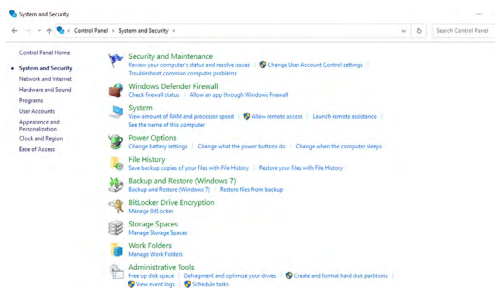 System and Security
Control Panel > System and Security >
Search Control Panel
Control Panel Home
System and Security
Network and Internet
Hardware and Sound
Programs
User Accounts
Appearance and
Personalization
Clock and Region
Ease of Access
Security and Maintenance
Review your computer's status and resolve issues | Change User Account Control settings |
Troubleshoot common computer problems
Windows Defender Firewall
Check firewall status | Allow an app through Windows Firewall
System
View amount of RAM and processor speed | Allow remote access | Launch remote assistance |
See the name of this computer
Power Options
Change battery settings | Change what the power buttons do | Change when the computer sleeps
File History
Save backup copies of your files with File History | Restore your files with File History
Backup and Restore (Windows 7)
Backup and Restore (Windows 7) | Restore files from backup
BitLocker Drive Encryption
Manage BitLocker
Storage Spaces
Manage Storage Spaces
Work Folders
Manage Work Folders
Administrative Tools
Free up disk space | Defragment and optimize your drives | Create and format hard disk partitions |
View event logs | Schedule tasks